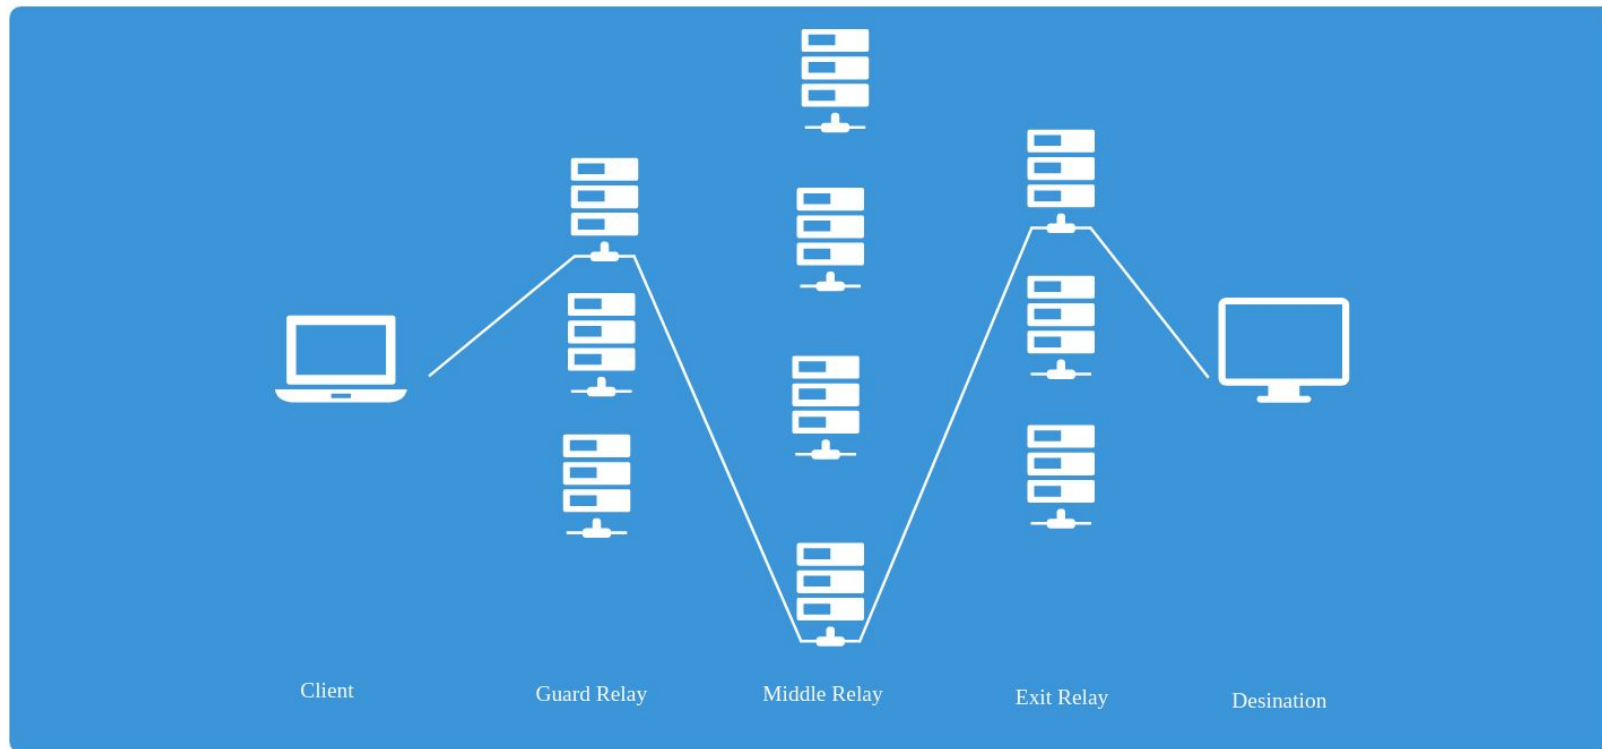 Client
Guard Relay
Middle Relay
Exit Relay
Desination